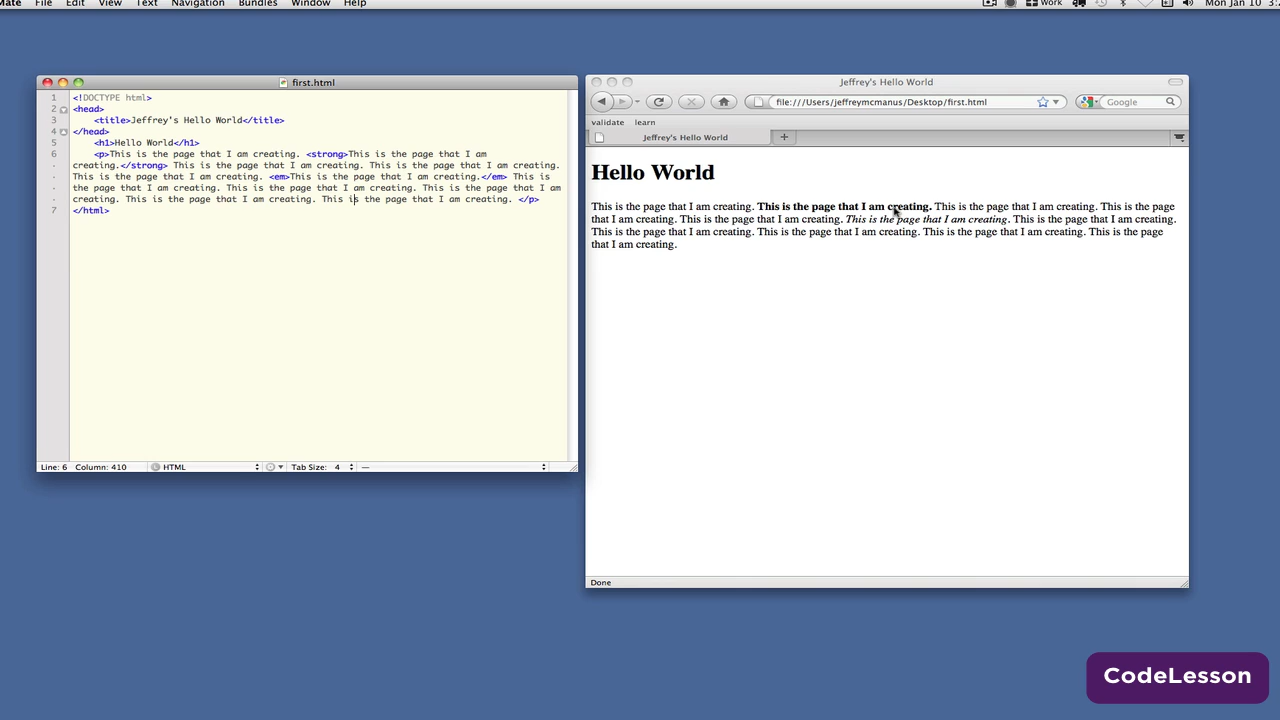 Mate File Edit View Text Navigation Bundles Window Help Work Mon Jan 10 3:
first.html
1 <!DOCTYPE html>
2 <head>
3 <title>Jeffrey's Hello World</title>
4 </head>
5 <h1>Hello World</h1>
6 <p>This is the page that I am creating. <strong>This is the page that I am
creating.</strong> This is the page that I am creating. This is the page that I am creating.
This is the page that I am creating. <em>This is the page that I am creating.</em> This is
the page that I am creating. This is the page that I am creating. This is the page that I am
creating. This is the page that I am creating. This is the page that I am creating. </p>
7 </html>
Line: 6 Column: 410 HTML Tab Size: 4 —
Jeffrey's Hello World
file:///Users/jeffreymcmanus/Desktop/first.html Google
validate learn
Jeffrey's Hello World
Hello World
This is the page that I am creating. This is the page that I am creating. This is the page that I am creating. This is the page
that I am creating. This is the page that I am creating. This is the page that I am creating. This is the page that I am creating.
This is the page that I am creating. This is the page that I am creating. This is the page that I am creating. This is the page
that I am creating.
Done
CodeLesson